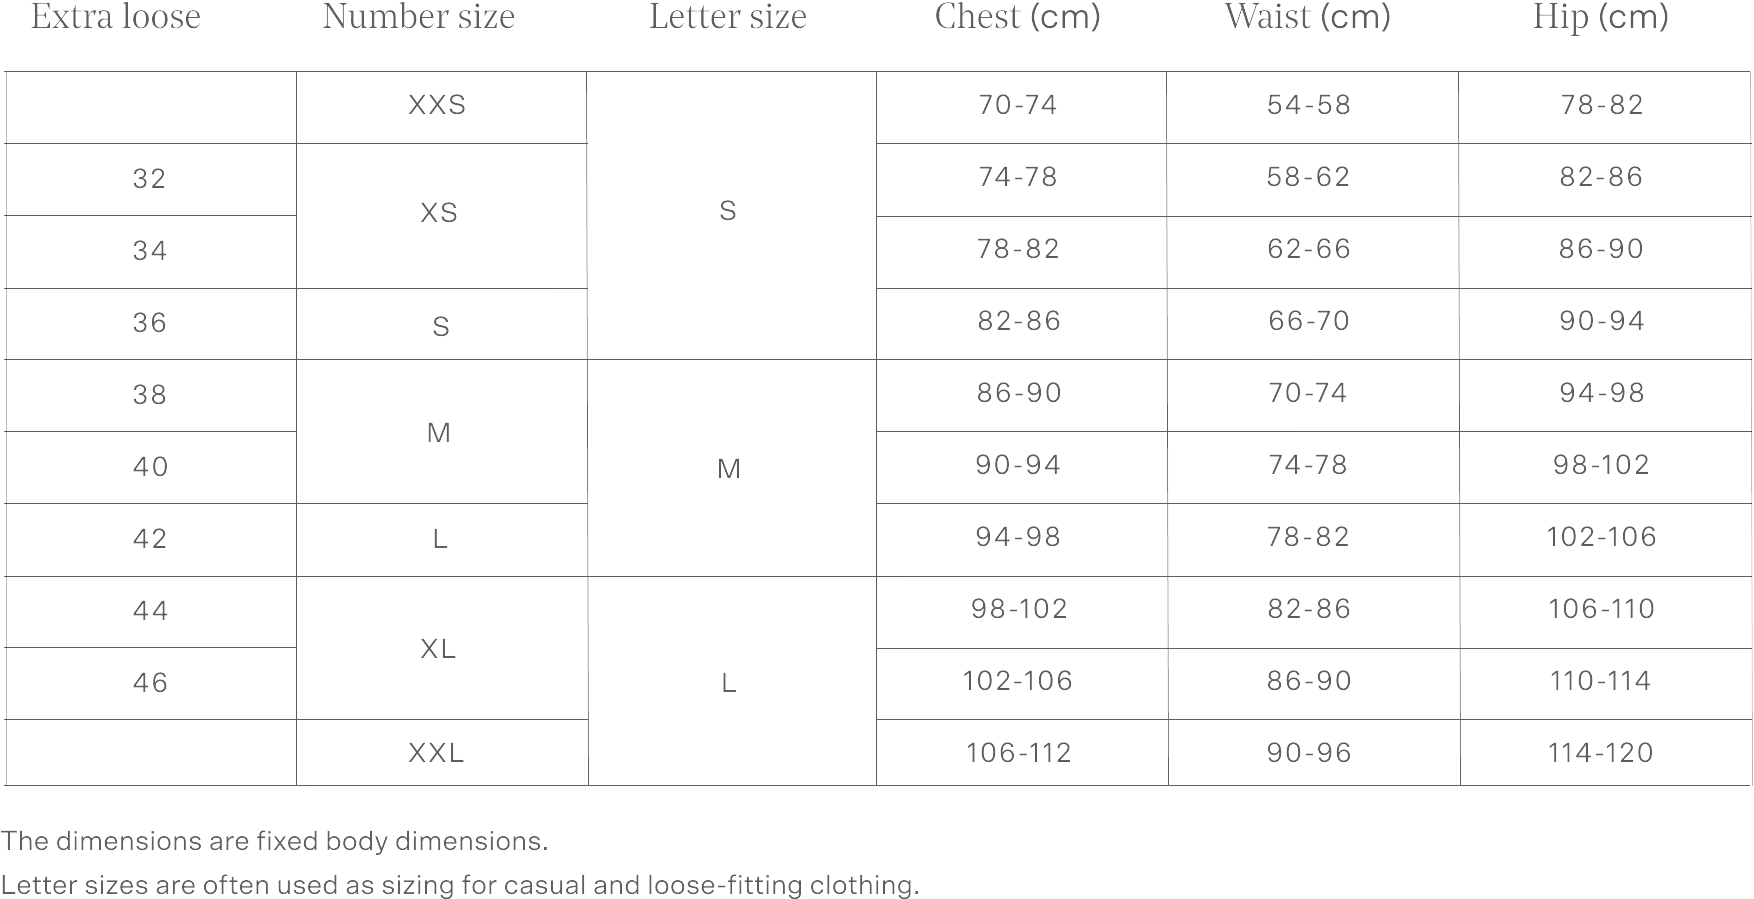 Extra loose Number size Letter size Chest (cm) Waist (cm) Hip (cm)
XXS 70-74 54-58 78-82
32 74-78 58-62 82-86
XS S
34 78-82 62-66 86-90
36 S 82-86 66-70 90-94
38 86-90 70-74 94-98
M
40 M 90-94 74-78 98-102
42 L 94-98 78-82 102-106
44 98-102 82-86 106-110
XL
46 L 102-106 86-90 110-114
XXL 106-112 90-96 114-120
The dimensions are fixed body dimensions.
Letter sizes are often used as sizing for casual and loose-fitting clothing.